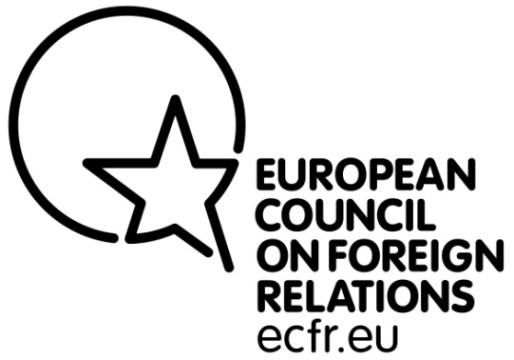 EUROPEAN
COUNCIL
ON FOREIGN
RELATIONS
ecfr.eu